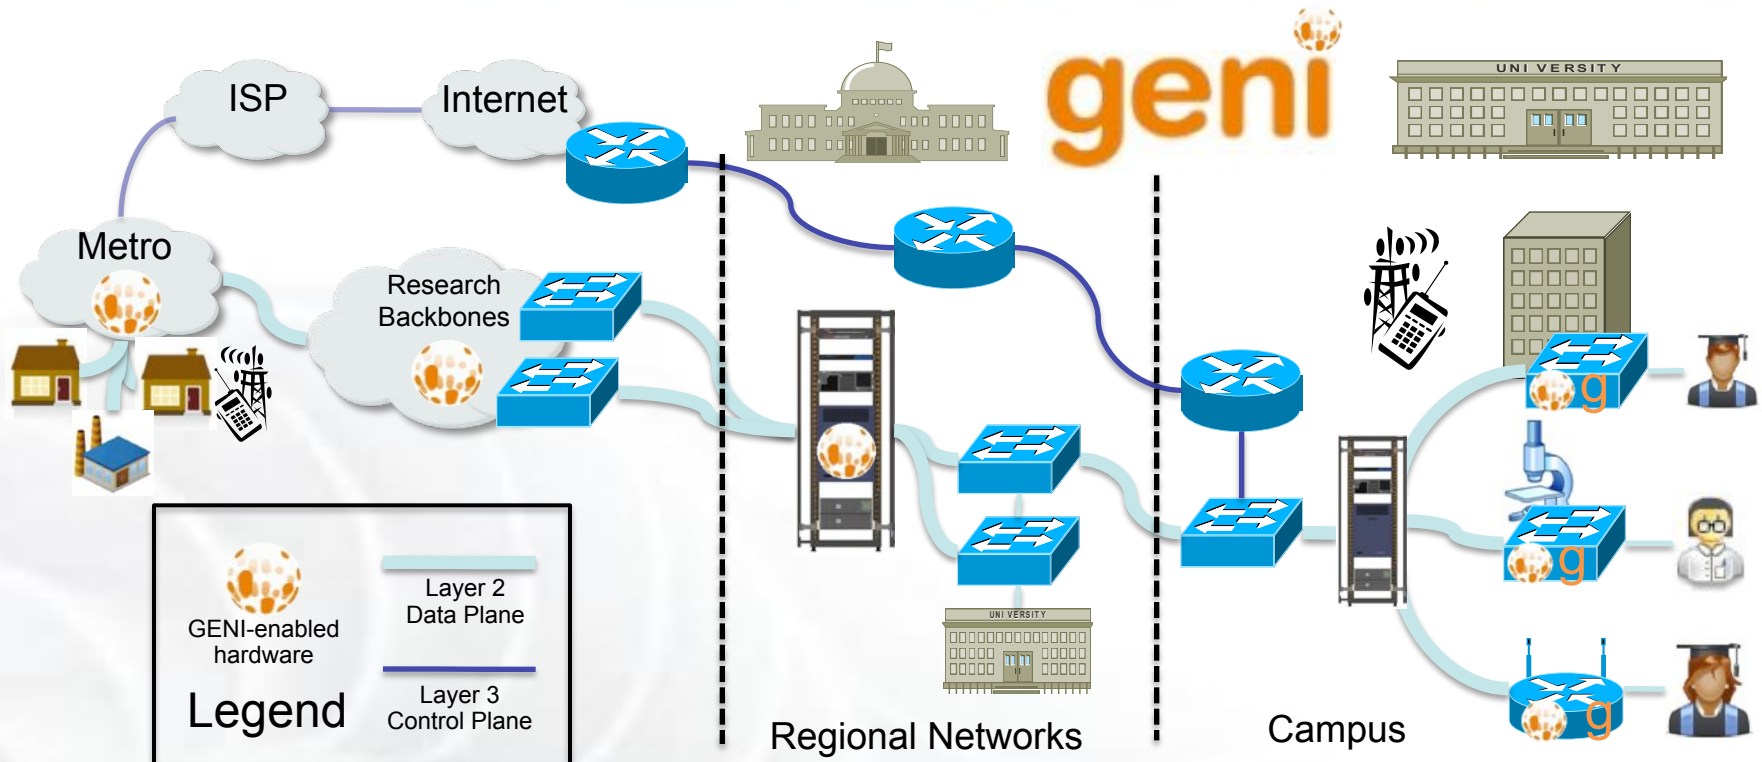 geni
UNI VERSITY
ISP
Internet
Metro
Research
Backbones
g
g
UNI VERSITY
g
GENI-enabled
hardware
Legend
Layer 2
Data Plane
Layer 3
Control Plane
Regional Networks
Campus